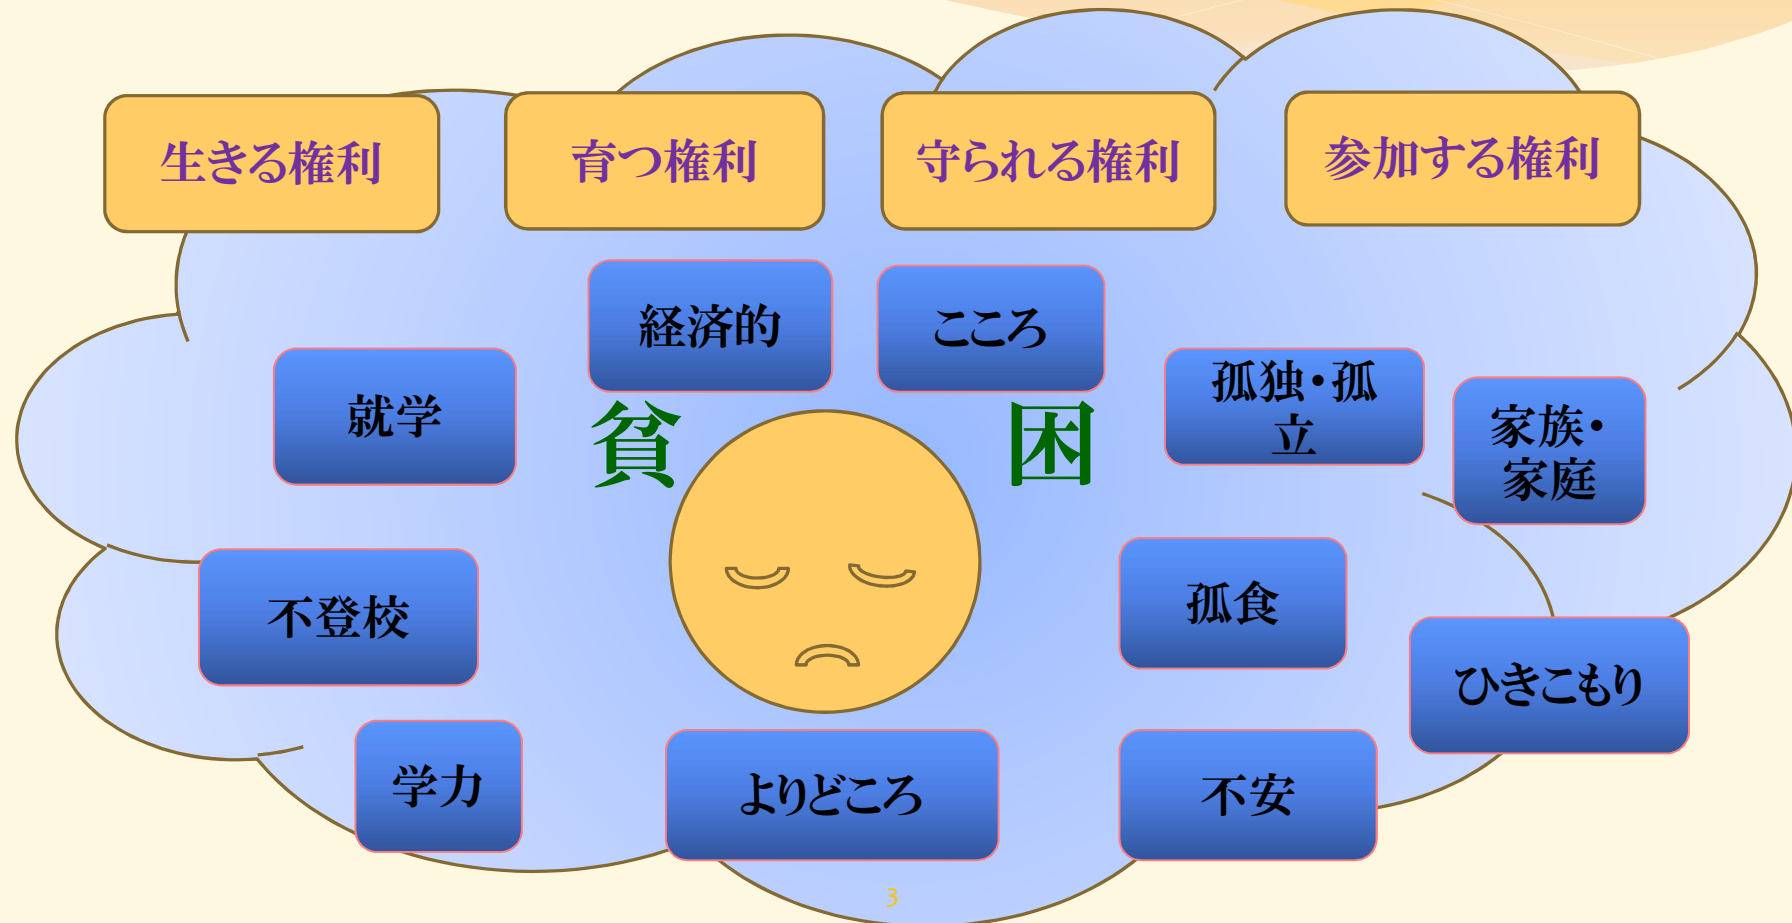 生きる権利
育つ権利
守られる権利
参加する権利
経済的
こころ
就学
孤独・孤
立
家族・
家庭
貧
困
不登校
孤食
ひきこもり
学力
よりどころ
不安
3